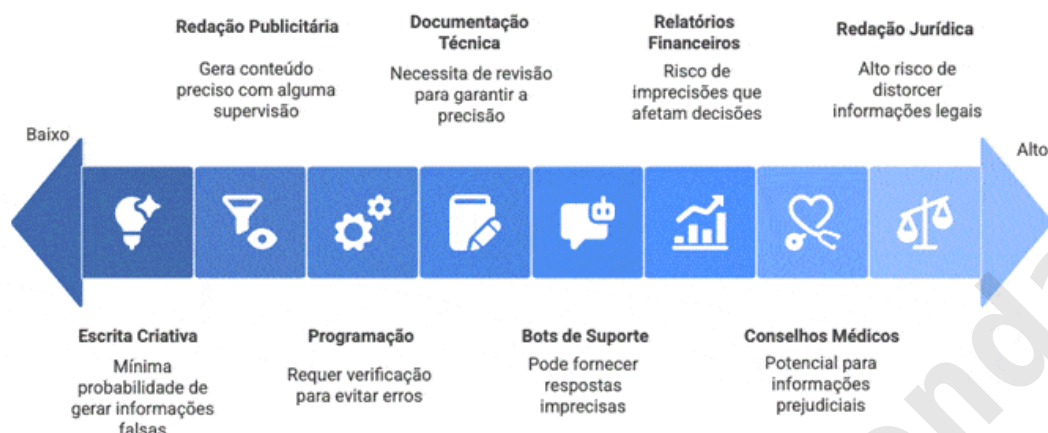 Redação Publicitária
Gera conteúdo
preciso com alguma
supervisão
Documentação
Técnica
Necessita de revisão
para garantir a
precisão
Relatórios
Financeiros
Risco de
imprecisões que
afetam decisões
Redação Jurídica
Alto risco de
distorcer
informações legais
Baixo
Alto
Escrita Criativa
Mínima
probabilidade de
gerar informações
falsas
Programação
Requer verificação
para evitar erros
Bots de Suporte
Pode fornecer
respostas
imprecisas
Conselhos Médicos
Potencial para
informações
prejudiciais